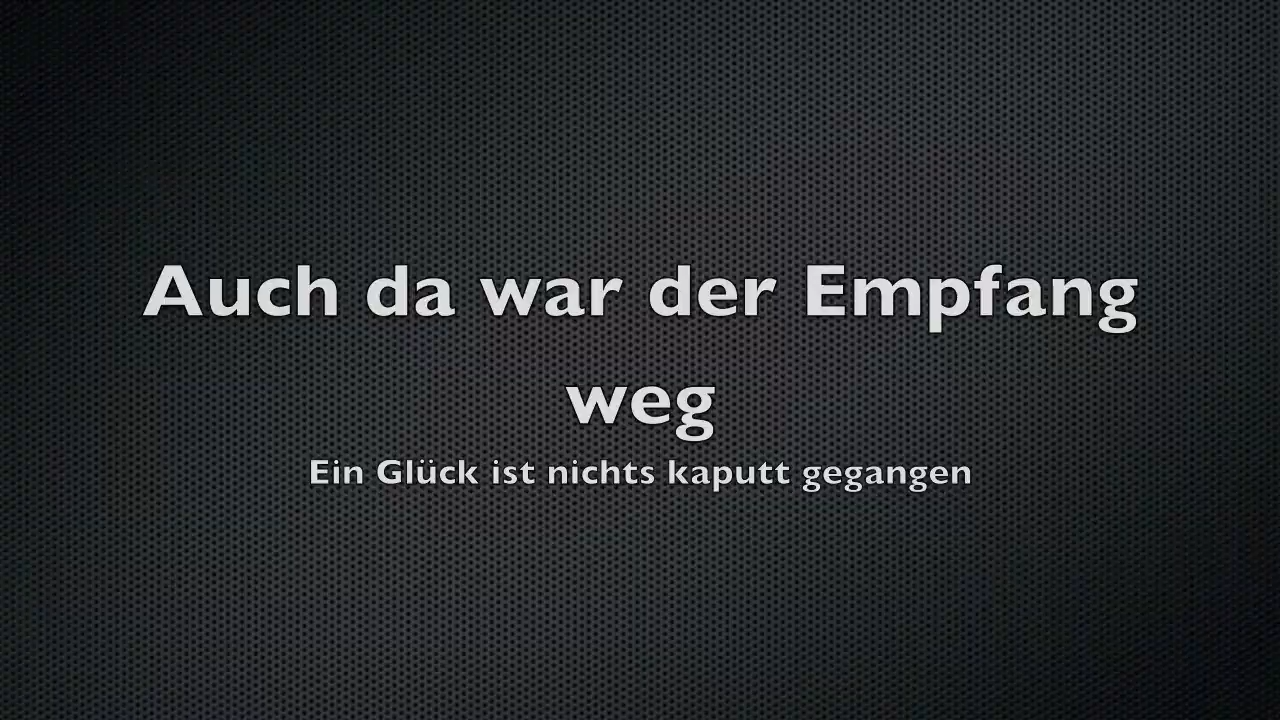 Auch da war der Empfang
weg
Ein Glück ist nichts kaputt gegangen